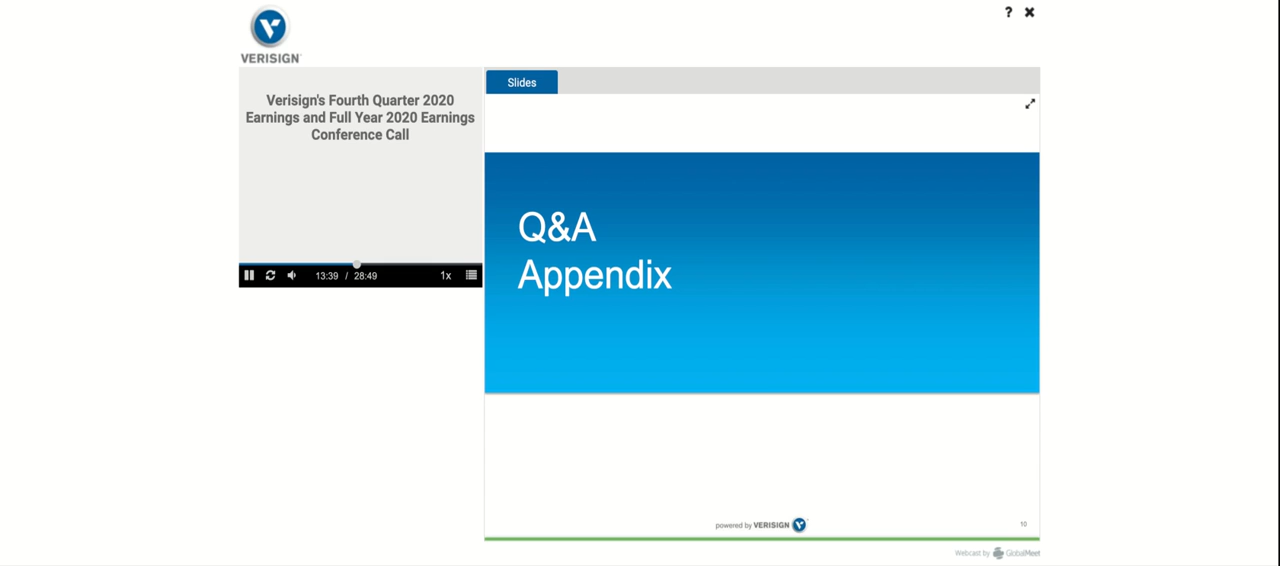 ? ✖
VERISIGN
Verisign's Fourth Quarter 2020
Earnings and Full Year 2020 Earnings
Conference Call
13:39 / 28:49 1x
Slides
Q&A
Appendix
powered by VERISIGN
10
Webcast by GlobalMeet